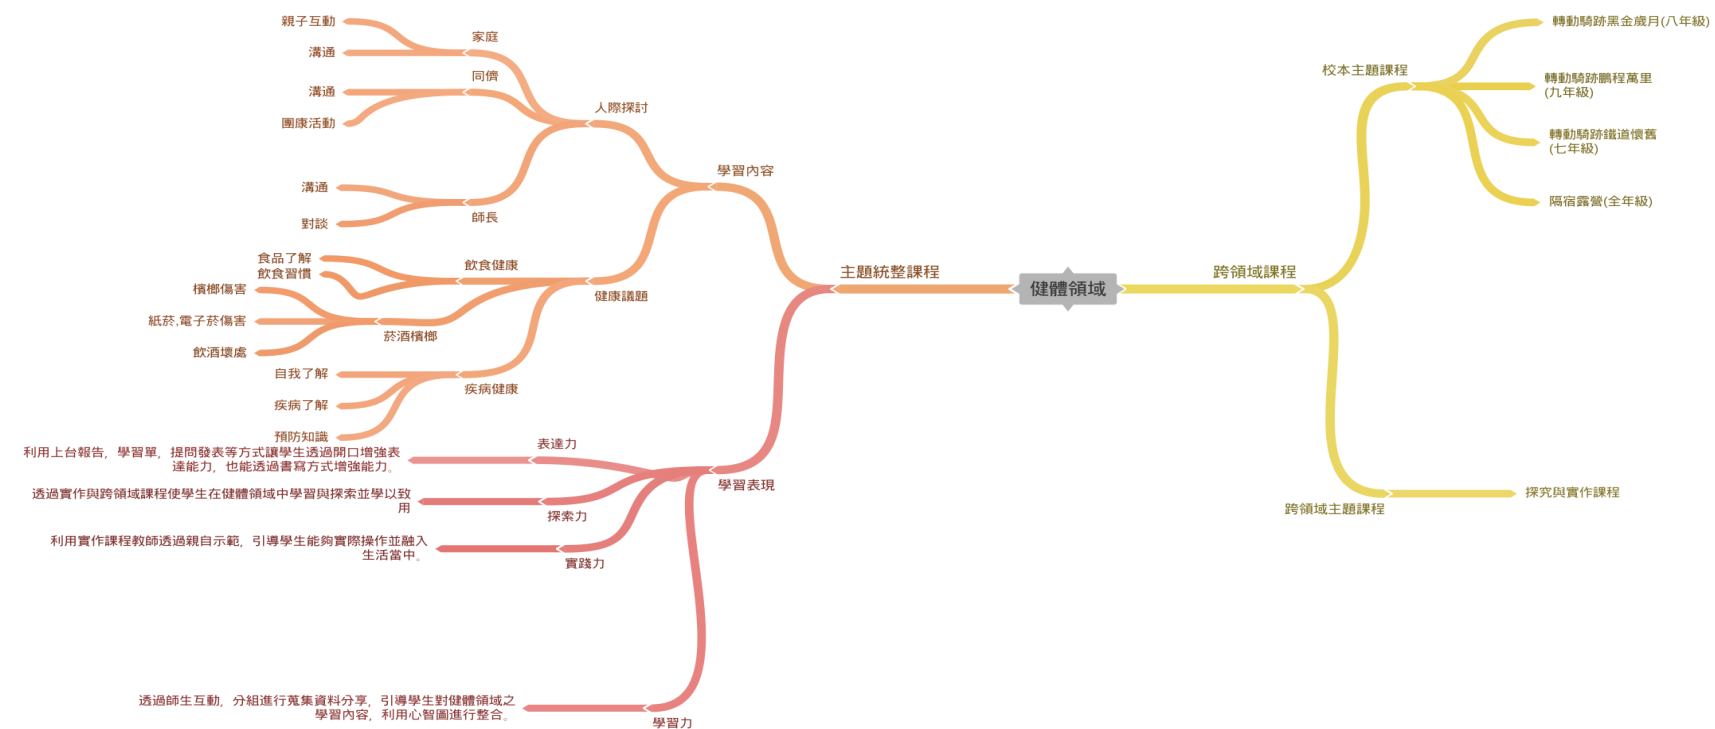 健體領域
主題統整課程
學習內容
人際探討
家庭
親子互動
溝通
同儕
溝通
團康活動
師長
溝通
對談
健康議題
飲食健康
食品了解
飲食習慣
菸酒檳榔
檳榔傷害
紙菸,電子菸傷害
飲酒壞處
疾病健康
自我了解
疾病了解
預防知識
學習表現
表達力
利用上台報告，學習單，提問發表等方式讓學生透過開口增強表
達能力，也能透過書寫方式增強能力。
探索力
透過實作與跨領域課程使學生在健體領域中學習與探索並學以致
用
實踐力
利用實作課程教師透過親自示範，引導學生能夠實際操作並融入
生活當中。
學習力
透過師生互動，分組進行蒐集資料分享，引導學生對健體領域之
學習內容，利用心智圖進行整合。
跨領域課程
校本主題課程
轉動騎跡黑金歲月(八年級)
轉動騎跡鵬程萬里
(九年級)
轉動騎跡鐵道懷舊
(七年級)
隔宿露營(全年級)
跨領域主題課程
探究與實作課程